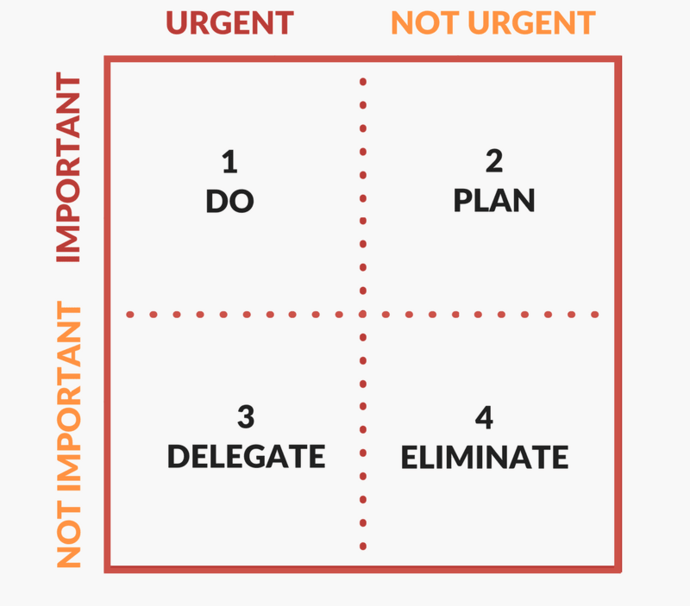 URGENT
NOT URGENT
IMPORTANT
1
DO
2
PLAN
NOT IMPORTANT
3
DELEGATE
4
ELIMINATE